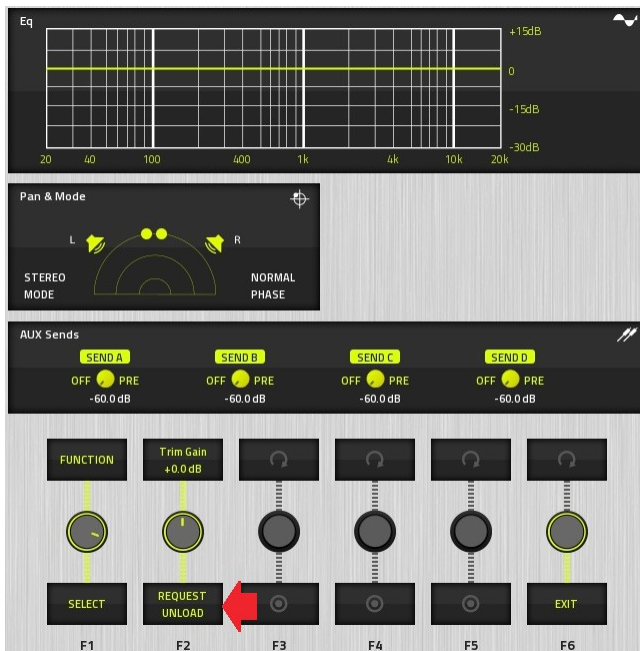 Eq
+15dB
0
-15dB
-30dB
20 40 100 400 1k 4k 10k 20k
Pan & Mode
L R
STEREO MODE
NORMAL PHASE
AUX Sends
SEND A SEND B SEND C SEND D
OFF PRE OFF PRE OFF PRE OFF PRE
-60.0 dB -60.0 dB -60.0 dB -60.0 dB
FUNCTION
Trim Gain
+0.0 dB
SELECT
REQUEST
UNLOAD
EXIT
F1 F2 F3 F4 F5 F6